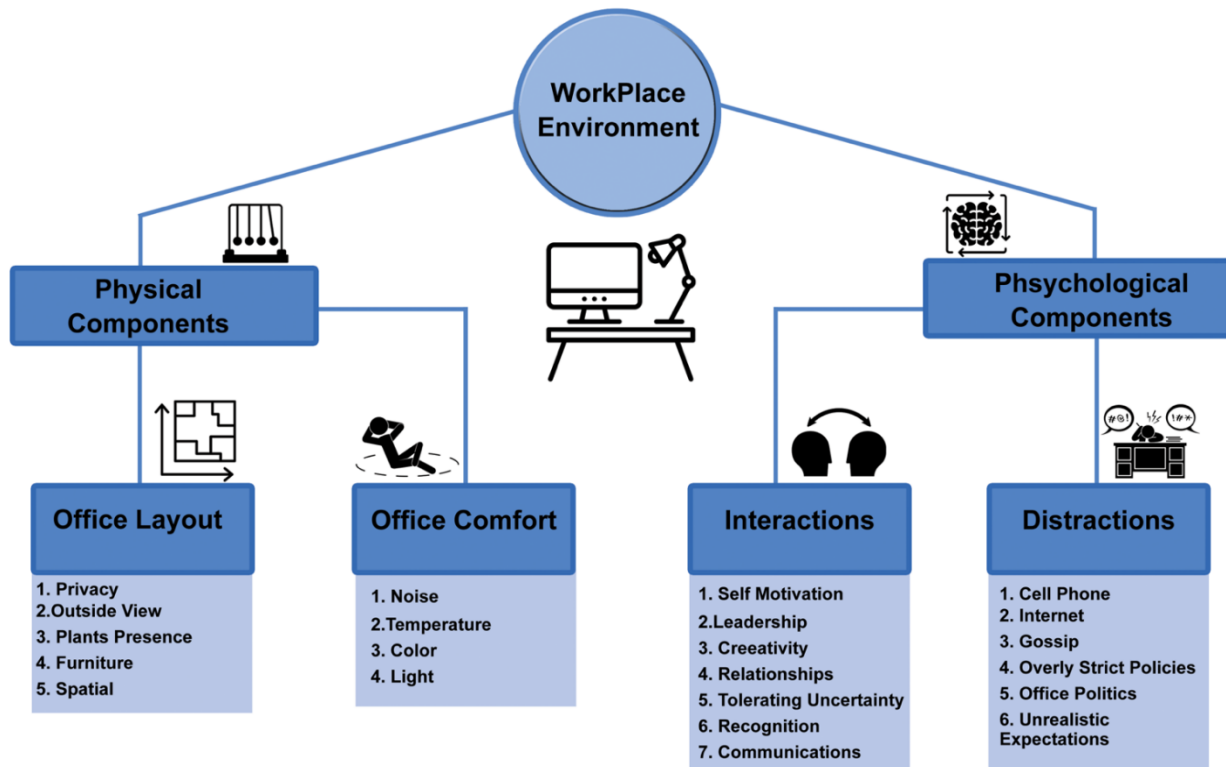 WorkPlace
Environment
Physical
Components
Phsychological
Components
Office Layout
1. Privacy
2.Outside View
3. Plants Presence
4. Furniture
5. Spatial
Office Comfort
1. Noise
2.Temperature
3. Color
4. Light
Interactions
1. Self Motivation
2.Leadership
3. Creeativity
4. Relationships
5. Tolerating Uncertainty
6. Recognition
7. Communications
#@!
!#*
Distractions
1. Cell Phone
2. Internet
3. Gossip
4. Overly Strict Policies
5. Office Politics
6. Unrealistic
Expectations